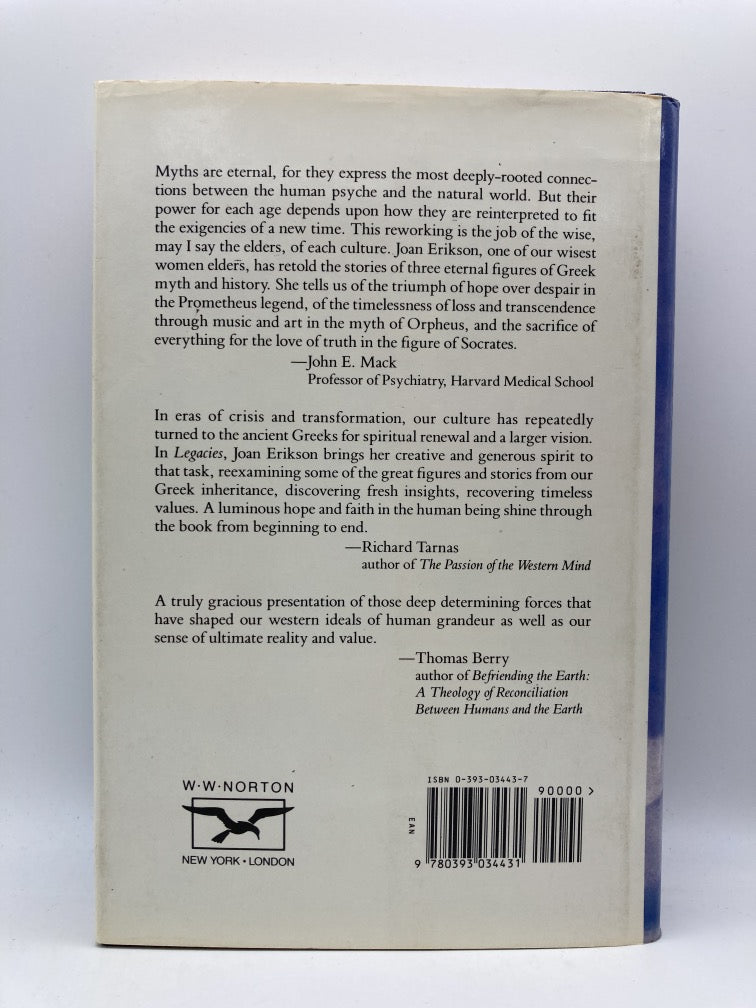 Myths are eternal, for they express the most deeply-rooted connec-
tions between the human psyche and the natural world. But their
power for each age depends upon how they are reinterpreted to fit
the exigencies of a new time. This reworking is the job of the wise,
may I say the elders, of each culture. Joan Erikson, one of our wisest
women elders, has retold the stories of three eternal figures of Greek
myth and history. She tells us of the triumph of hope over despair in
the Prometheus legend, of the timelessness of loss and transcendence
through music and art in the myth of Orpheus, and the sacrifice of
everything for the love of truth in the figure of Socrates.
—John E. Mack
Professor of Psychiatry, Harvard Medical School
In eras of crisis and transformation, our culture has repeatedly
turned to the ancient Greeks for spiritual renewal and a larger vision.
In Legacies, Joan Erikson brings her creative and generous spirit to
that task, reexamining some of the great figures and stories from our
Greek inheritance, discovering fresh insights, recovering timeless
values. A luminous hope and faith in the human being shine through
the book from beginning to end.
—Richard Tarnas
author of The Passion of the Western Mind
A truly gracious presentation of those deep determining forces that
have shaped our western ideals of human grandeur as well as our
sense of ultimate reality and value.
—Thomas Berry
author of Befriending the Earth:
A Theology of Reconciliation
Between Humans and the Earth
W·W·NORTON
NEW YORK • LONDON
ISBN 0-393-03443-7
90000 >
EAN
9 780393 034431